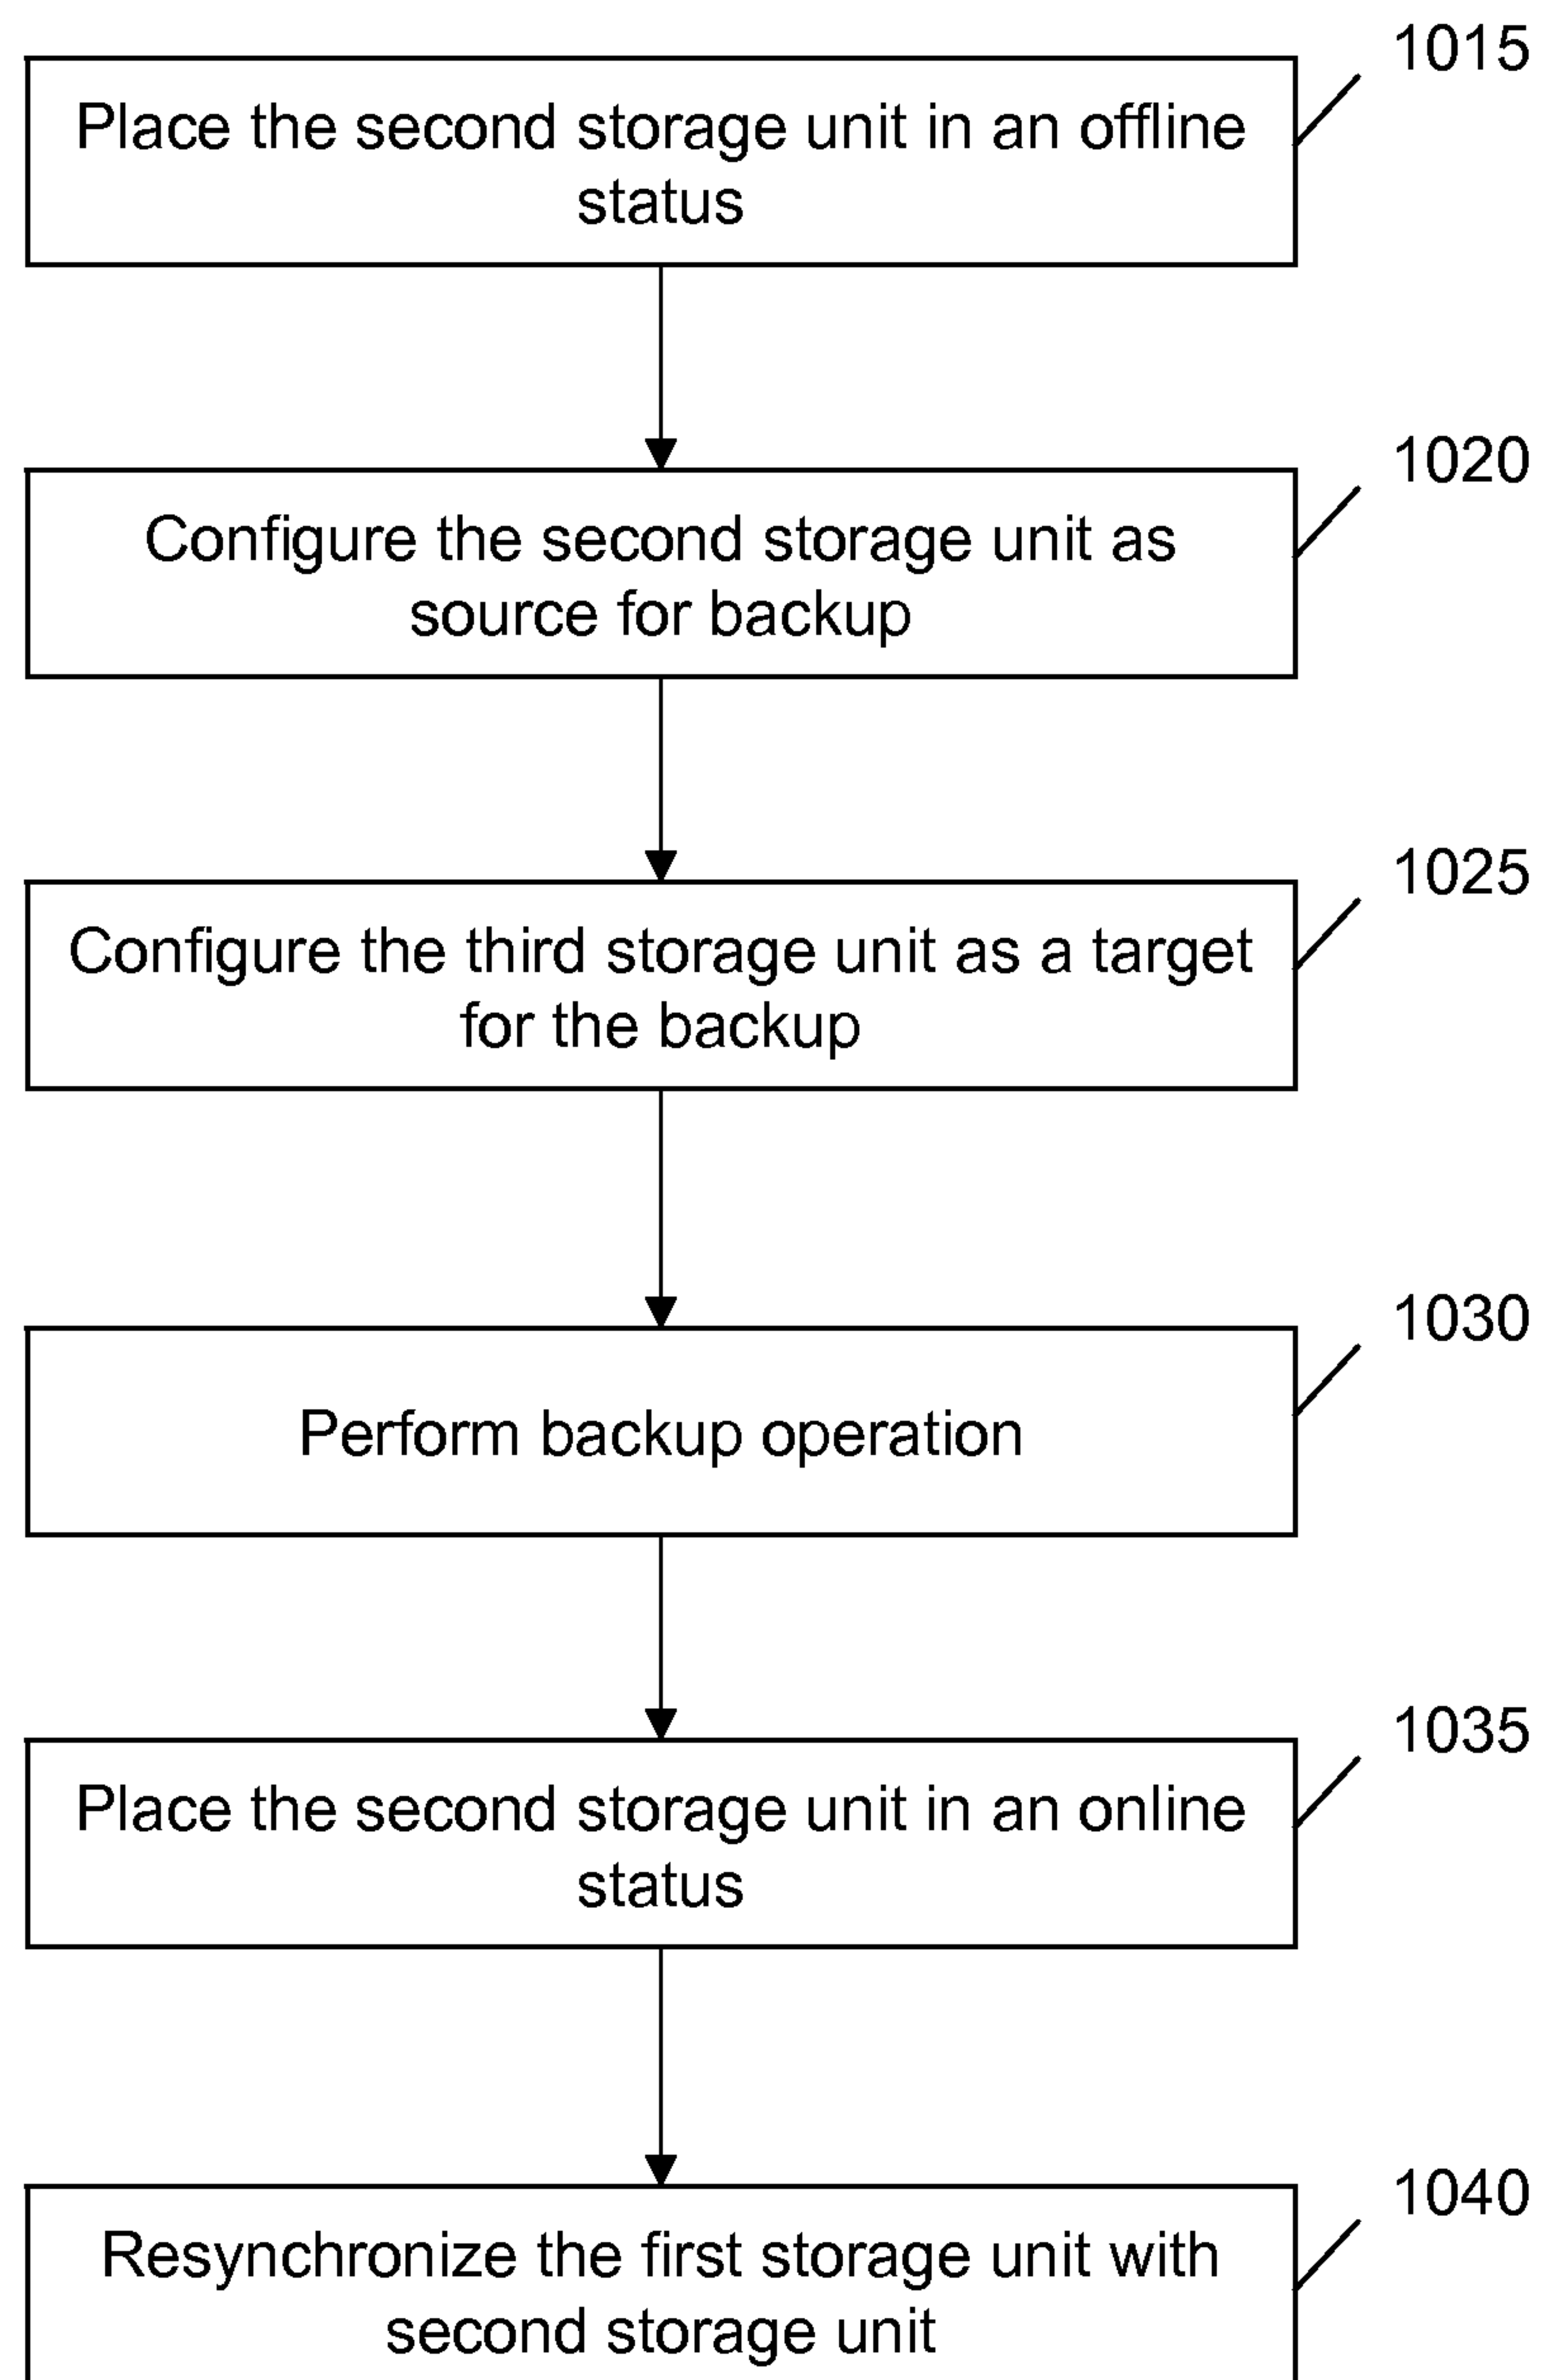 1015
Place the second storage unit in an offline
status
1020
Configure the second storage unit as
source for backup
1025
Configure the third storage unit as a target
for the backup
1030
Perform backup operation
1035
Place the second storage unit in an online
status
1040
Resynchronize the first storage unit with
second storage unit